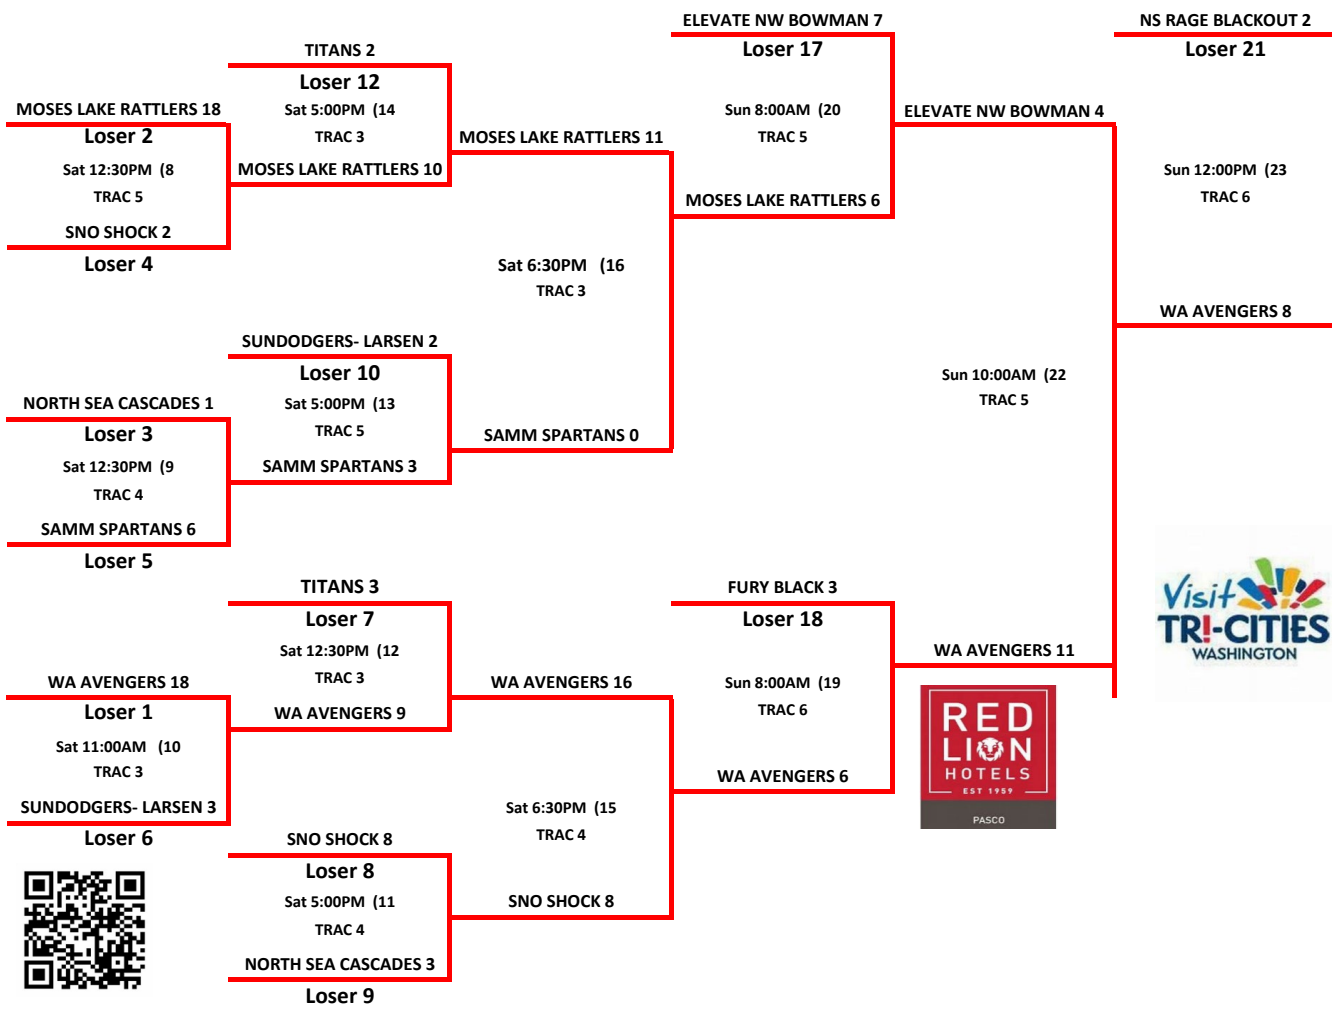 ELEVATE NW BOWMAN 7
NS RAGE BLACKOUT 2
TITANS 2
Loser 17
Loser 21
Loser 12
MOSES LAKE RATTLERS 18
Sat 5:00PM (14
Sun 8:00AM (20
ELEVATE NW BOWMAN 4
Loser 2
TRAC 3
MOSES LAKE RATTLERS 11
TRAC 5
Sat 12:30PM (8
MOSES LAKE RATTLERS 10
Sun 12:00PM (23
TRAC 5
MOSES LAKE RATTLERS 6
TRAC 6
SNO SHOCK 2
Loser 4
Sat 6:30PM (16
TRAC 3
WA AVENGERS 8
SUNDODGERS- LARSEN 2
Loser 10
Sun 10:00AM (22
NORTH SEA CASCADES 1
Sat 5:00PM (13
TRAC 5
Loser 3
TRAC 5
SAMM SPARTANS 0
Sat 12:30PM (9
SAMM SPARTANS 3
TRAC 4
SAMM SPARTANS 6
Loser 5
TITANS 3
FURY BLACK 3
Visit
TR!-CITIES
WASHINGTON
Loser 7
Loser 18
Sat 12:30PM (12
WA AVENGERS 11
TRAC 3
WA AVENGERS 18
WA AVENGERS 16
Sun 8:00AM (19
Loser 1
WA AVENGERS 9
TRAC 6
RED
LION
HOTELS
EST 1959
PASCO
Sat 11:00AM (10
TRAC 3
WA AVENGERS 6
SUNDODGERS- LARSEN 3
Sat 6:30PM (15
Loser 6
SNO SHOCK 8
TRAC 4
Loser 8
Sat 5:00PM (11
SNO SHOCK 8
TRAC 4
NORTH SEA CASCADES 3
Loser 9